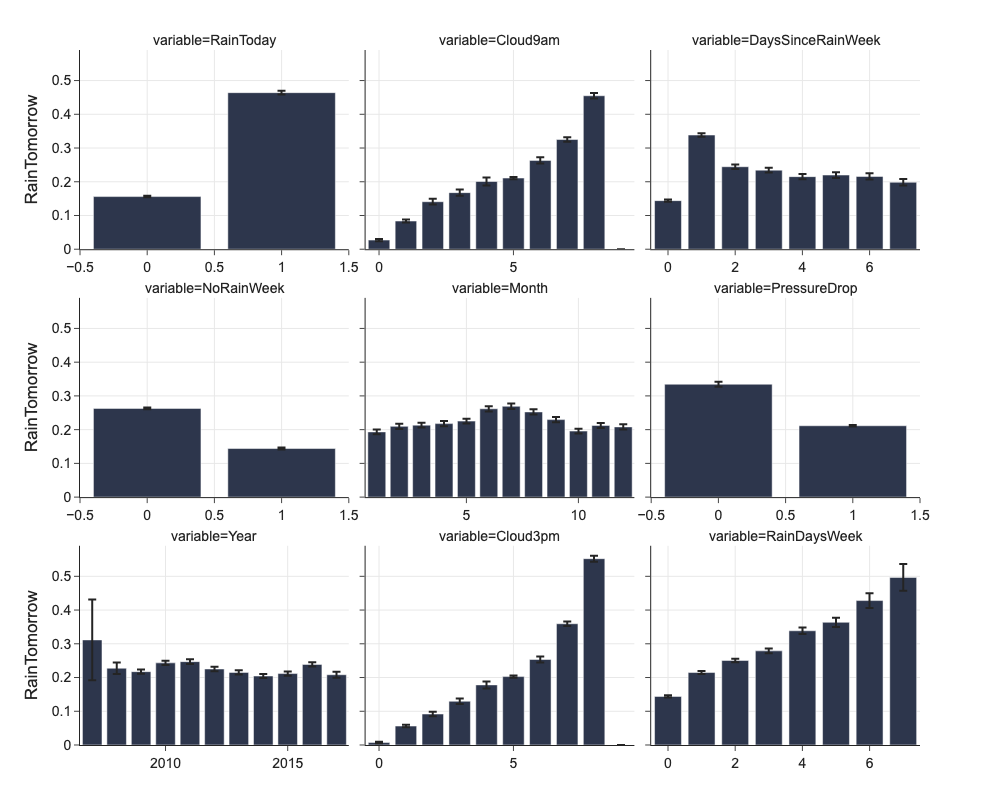 variable=RainToday variable=Cloud9am variable=DaysSinceRainWeek
RainTomorrow
0.5
0.4
0.3
0.2
0.1
0
−0.5 0 0.5 1 1.5 0 5 0 2 4 6
variable=NoRainWeek variable=Month variable=PressureDrop
RainTomorrow
0.5
0.4
0.3
0.2
0.1
0
−0.5 0 0.5 1 1.5 5 10 −0.5 0 0.5 1 1.5
variable=Year variable=Cloud3pm variable=RainDaysWeek
RainTomorrow
0.5
0.4
0.3
0.2
0.1
0
2010 2015 0 5 0 2 4 6